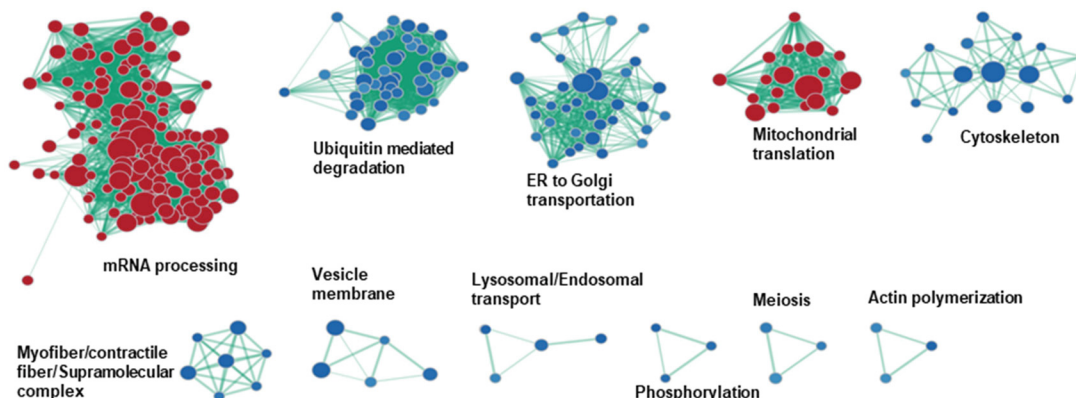 Ubiquitin mediated
degradation
ER to Golgi
transportation
Mitochondrial
translation
Cytoskeleton
mRNA processing
Myofiber/contractile
fiber/Supramolecular
complex
Vesicle
membrane
Lysosomal/Endosomal
transport
Phosphorylation
Meiosis
Actin polymerization